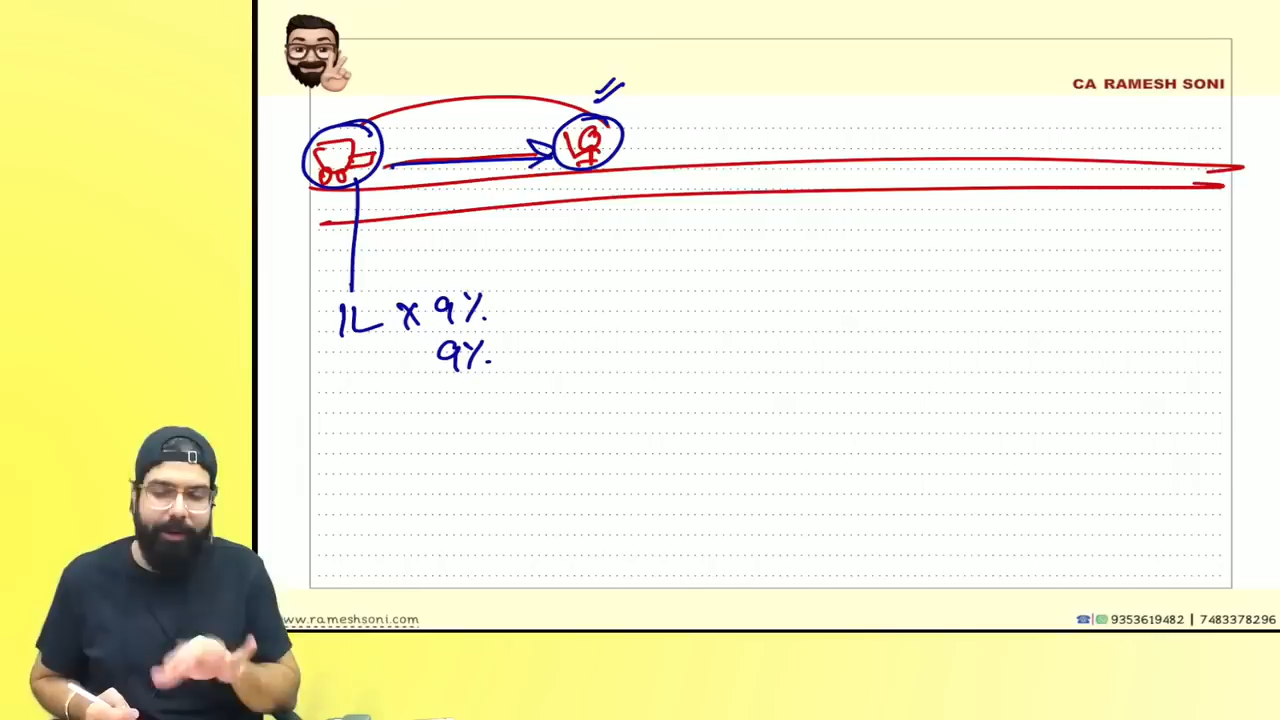 CA RAMESH SONI
1L x 9%.
9%.
www.rameshsoni.com
9353619482 | 7483378296